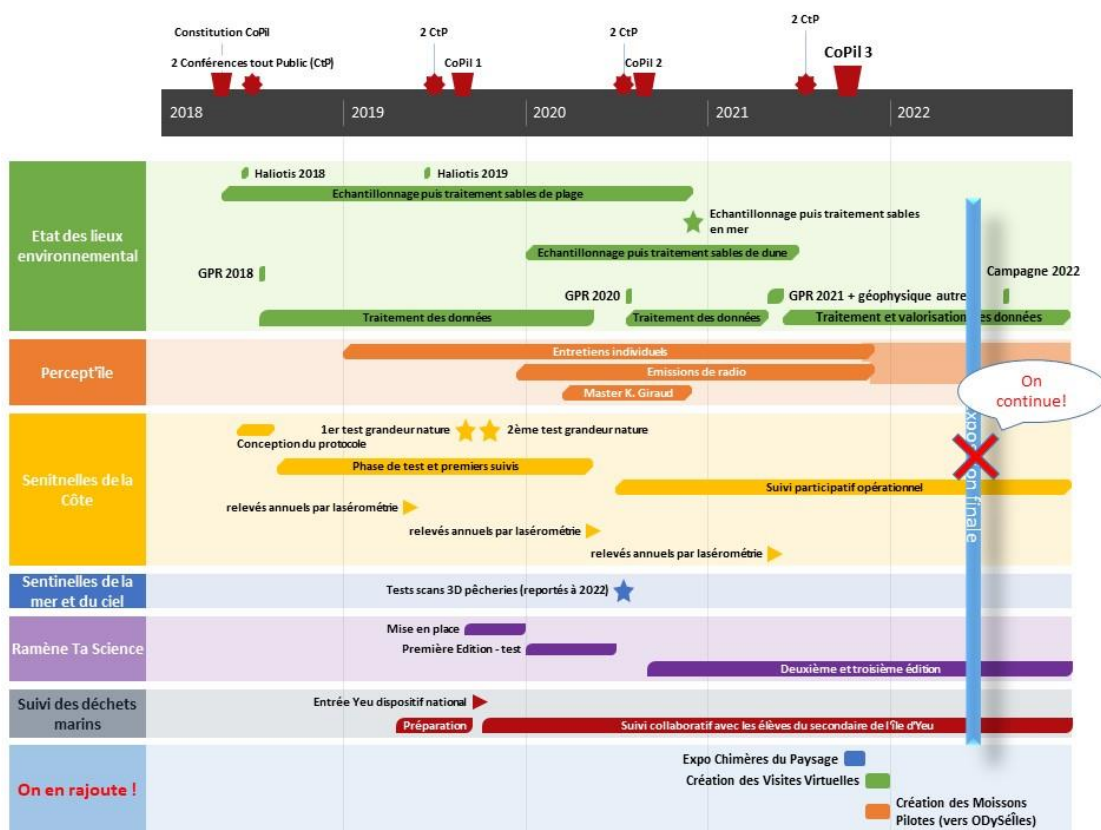 Constitution CoPil
2 CtP
2 CtP
2 CtP
2 Conférences tout Public (CtP)
CoPil 1
CoPil 2
CoPil 3
2018
2019
2020
2021
2022
Etat des lieux
environnemental
Haliotis 2018
Haliotis 2019
Echantillonnage puis traitement sables de plage
Echantillonnage puis traitement sables
en mer
Echantillonnage puis traitement sables de dune
GPR 2018
GPR 2020
GPR 2021 + géophysique autre
Campagne 2022
Traitement des données
Traitement des données
Traitement et valorisation des données
Percept'île
Entretiens individuels
Emissions de radio
Master K. Giraud
On
continue!
Senitnelles de la
Côte
1er test grandeur nature
2ème test grandeur nature
Conception du protocole
Phase de test et premiers suivis
Suivi participatif opérationnel
relevés annuels par lasérométrie
relevés annuels par lasérométrie
relevés annuels par lasérométrie
finale
Sentinelles de la
mer et du ciel
Tests scans 3D pêcheries (reportés à 2022)
Ramène Ta Science
Mise en place
Première Edition - test
Deuxième et troisième édition
Suivi des déchets
marins
Entrée Yeu dispositif national
Préparation
Suivi collaboratif avec les élèves du secondaire de l'île d'Yeu
On en rajoute !
Expo Chimères du Paysage
Création des Visites Virtuelles
Création des Moissons
Pilotes (vers ODySéÎles)